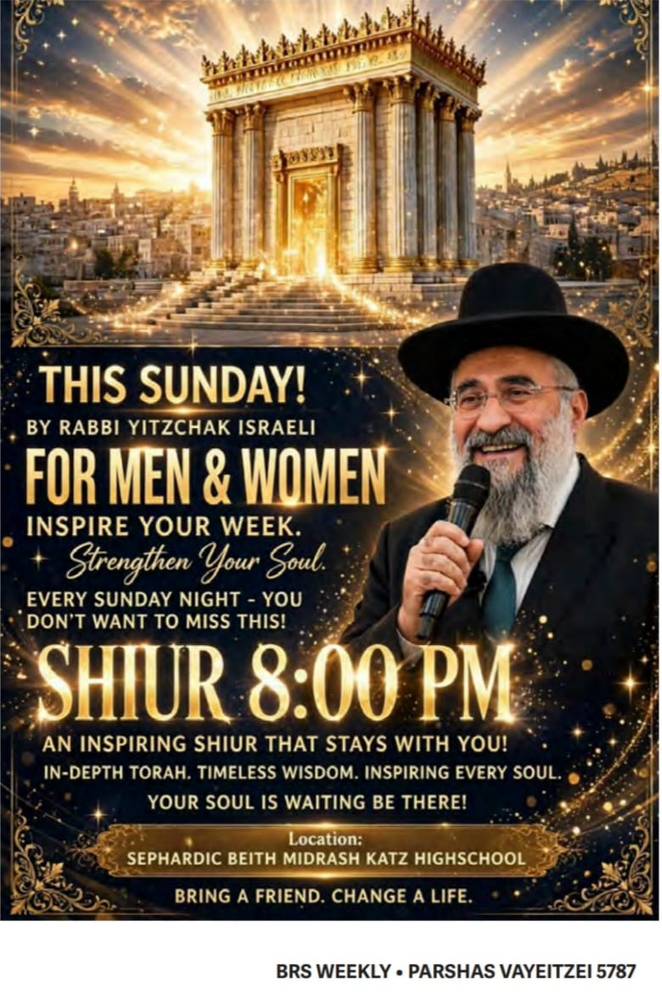 THIS SUNDAY!
BY RABBI YITZCHAK ISRAELI
FOR MEN & WOMEN
INSPIRE YOUR WEEK.
Strengthen Your Soul.
EVERY SUNDAY NIGHT - YOU
DON'T WANT TO MISS THIS!
SHIUR 8:00 PM
AN INSPIRING SHIUR THAT STAYS WITH YOU!
IN-DEPTH TORAH. TIMELESS WISDOM. INSPIRING EVERY SOUL.
YOUR SOUL IS WAITING BE THERE!
Location:
SEPHARDIC BEITH MIDRASH KATZ HIGHSCHOOL
BRING A FRIEND. CHANGE A LIFE.
BRS WEEKLY • PARSHAS VAYEITZEI 5787